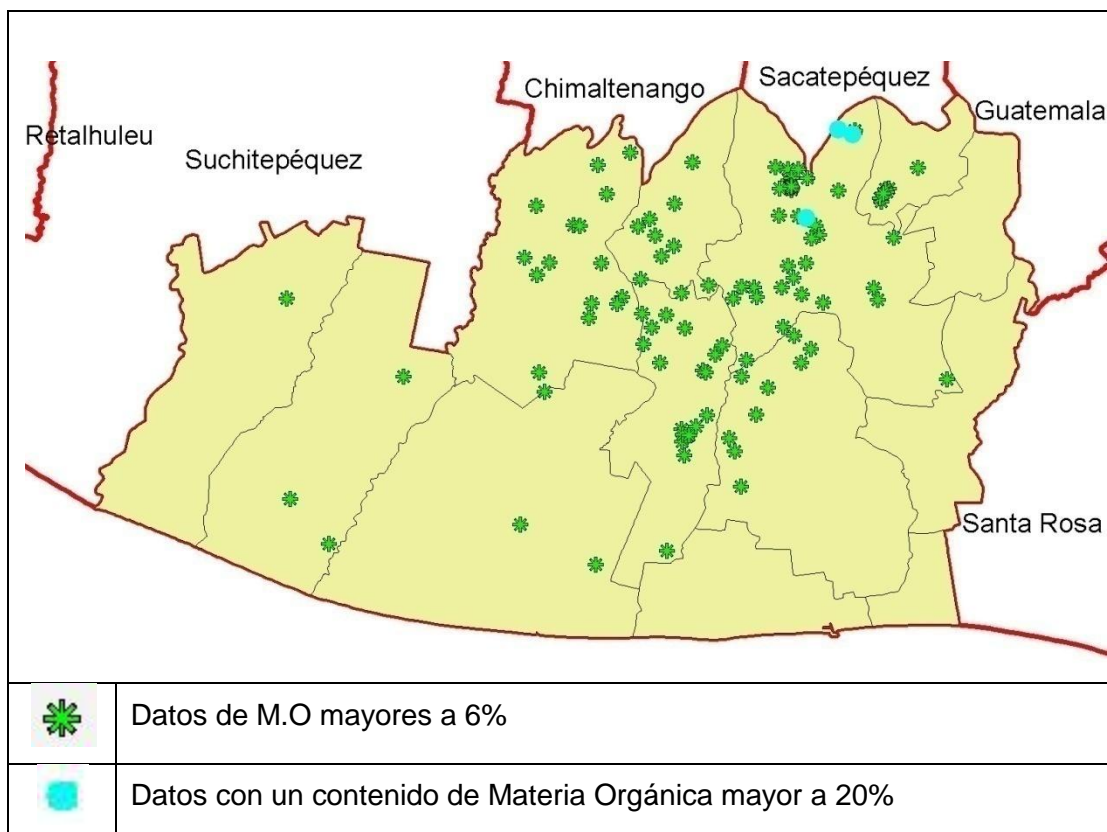 Sacatepéquez
Chimaltenango
Guatemala
Retalhuleu
Suchitepéquez
Santa Rosa
Datos de M.O mayores a 6%
Datos con un contenido de Materia Orgánica mayor a 20%